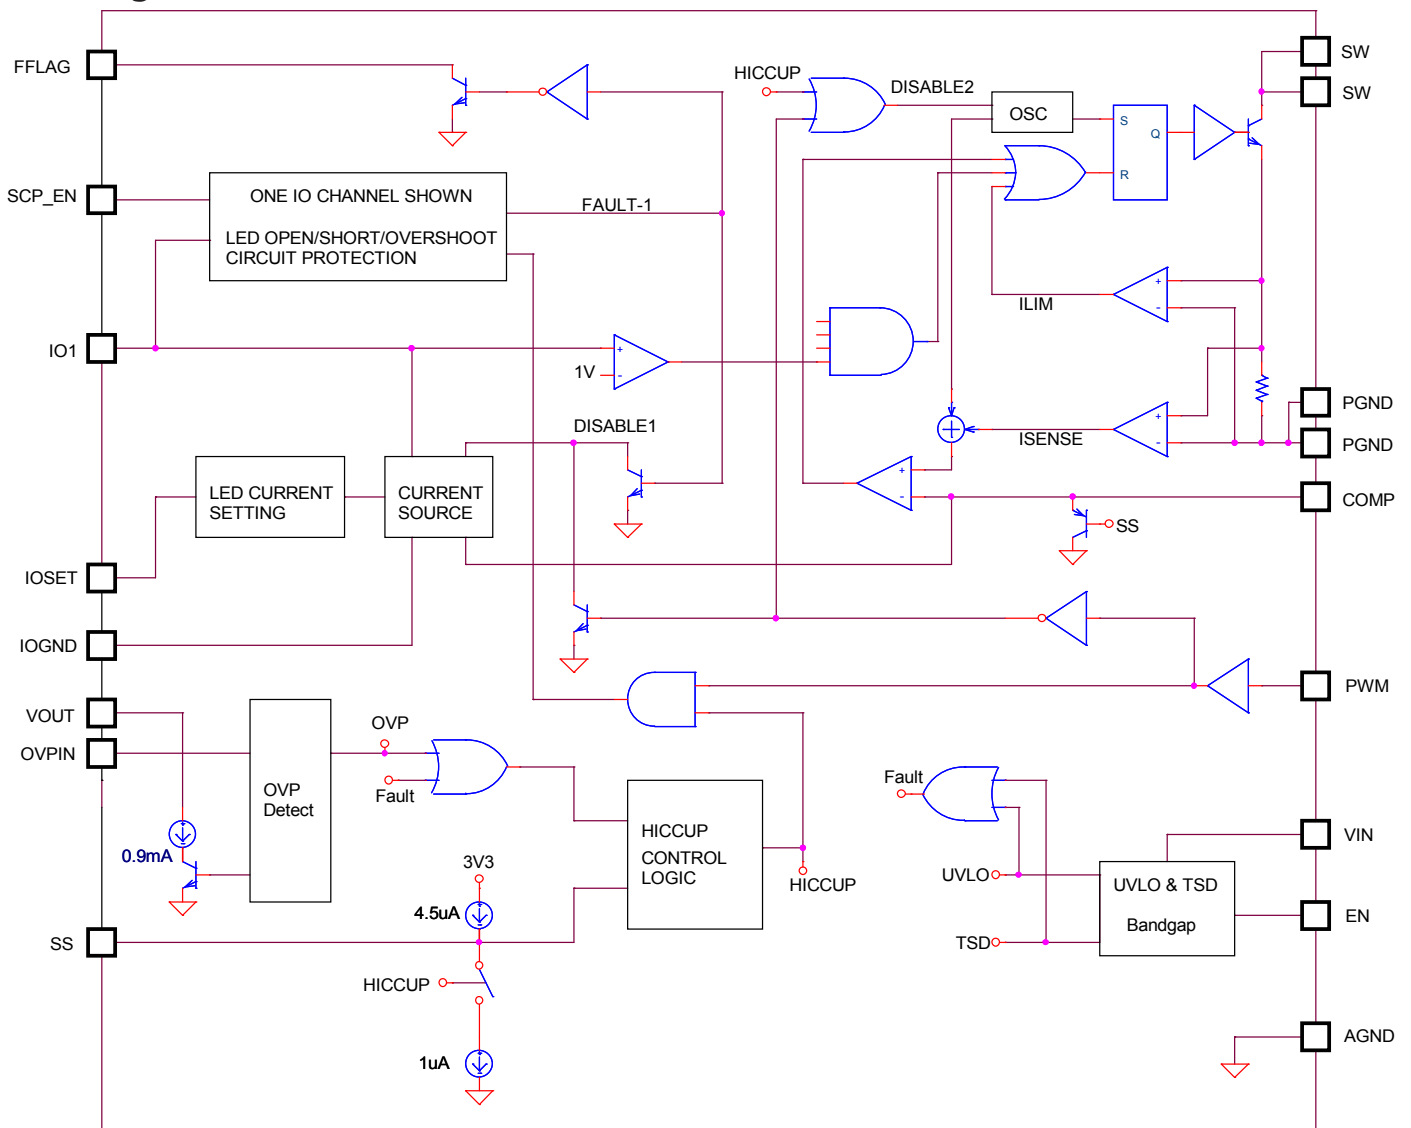 FFLAG
HICCUP
DISABLE2
SW
SW
OSC
S
Q
R
SCP_EN
ONE IO CHANNEL SHOWN
LED OPEN/SHORT/OVERSHOOT
CIRCUIT PROTECTION
FAULT-1
+
-
ILIM
IO1
+
-
1V
PGND
PGND
DISABLE1
ISENSE
+
-
LED CURRENT
SETTING
CURRENT
SOURCE
+
-
COMP
SS
IOSET
IOGND
PWM
VOUT
OVPIN
OVP
Fault
OVP
Detect
0.9mA
HICCUP
CONTROL
LOGIC
HICCUP
Fault
VIN
UVLO
UVLO & TSD
Bandgap
EN
TSD
3V3
4.5uA
SS
HICCUP
1uA
AGND